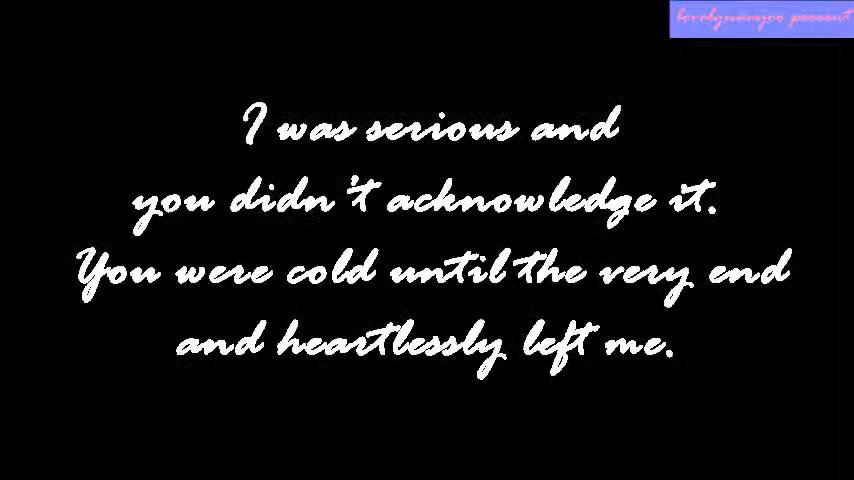 I was serious and
you didn't acknowledge it.
You were cold until the very end
and heartlessly left me.